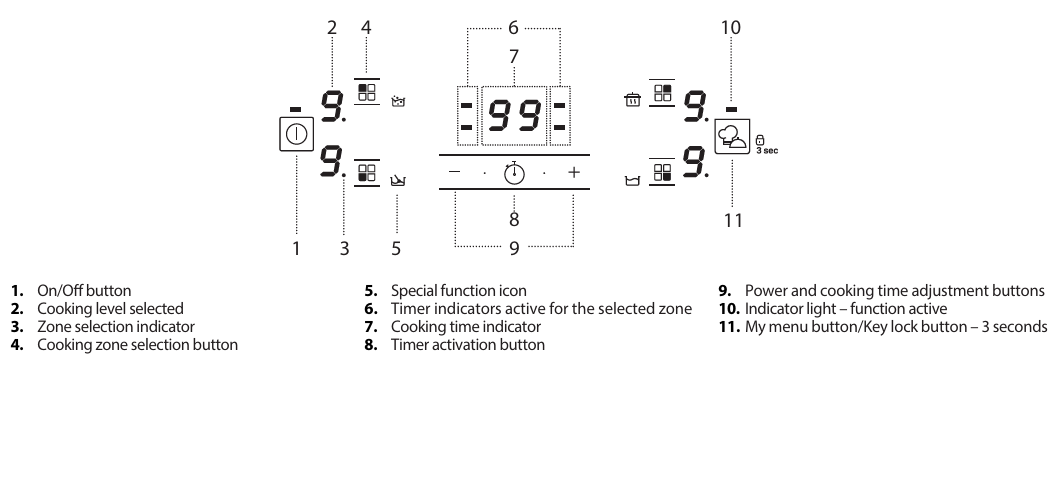 2 4 6 10
7
9. 99 9.
3 sec
9. 9.
− · · +
8 11
1 3 5 9
1. On/Off button
2. Cooking level selected
3. Zone selection indicator
4. Cooking zone selection button
5. Special function icon
6. Timer indicators active for the selected zone
7. Cooking time indicator
8. Timer activation button
9. Power and cooking time adjustment buttons
10. Indicator light – function active
11. My menu button/Key lock button – 3 seconds